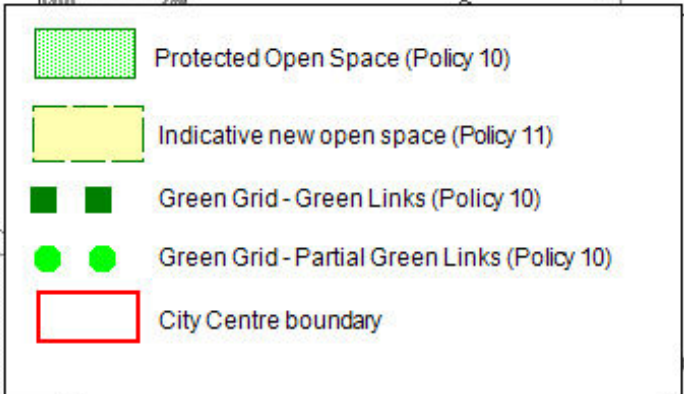 Protected Open Space (Policy 10)
Indicative new open space (Policy 11)
Green Grid - Green Links (Policy 10)
Green Grid - Partial Green Links (Policy 10)
City Centre boundary